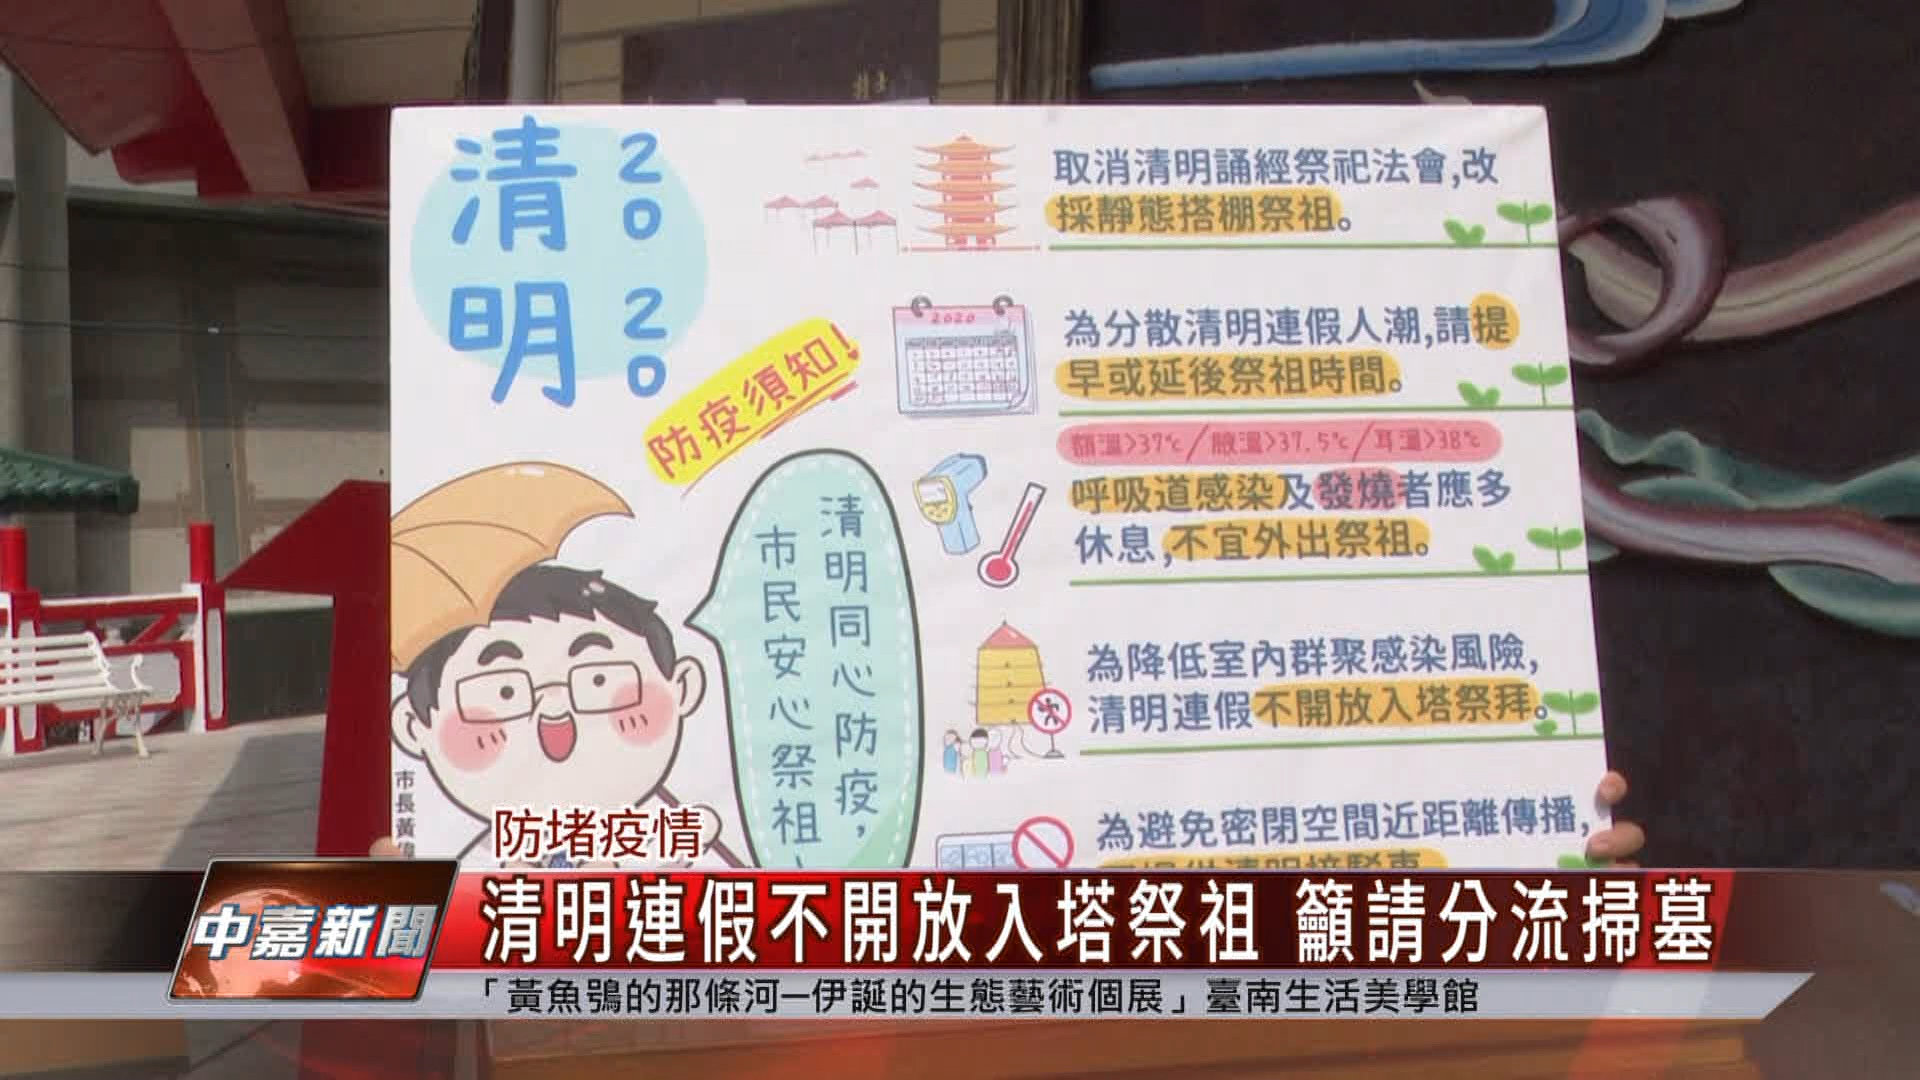 清明
2020
防疫須知!
清明同心防疫,
市民安心祭祖
市長黃偉
取消清明誦經祭祀法會,改
採靜態搭棚祭祖。
2020
為分散清明連假人潮,請提
早或延後祭祖時間。
額溫>37℃/腋溫>37.5℃/耳溫>38℃
呼吸道感染及發燒者應多
休息,不宜外出祭祖。
為降低室內群聚感染風險,
清明連假不開放入塔祭拜。
為避免密閉空間近距離傳播,
防堵疫情
中嘉新聞
清明連假不開放入塔祭祖 籲請分流掃墓
「黃魚鴞的那條河—伊誕的生態藝術個展」臺南生活美學館